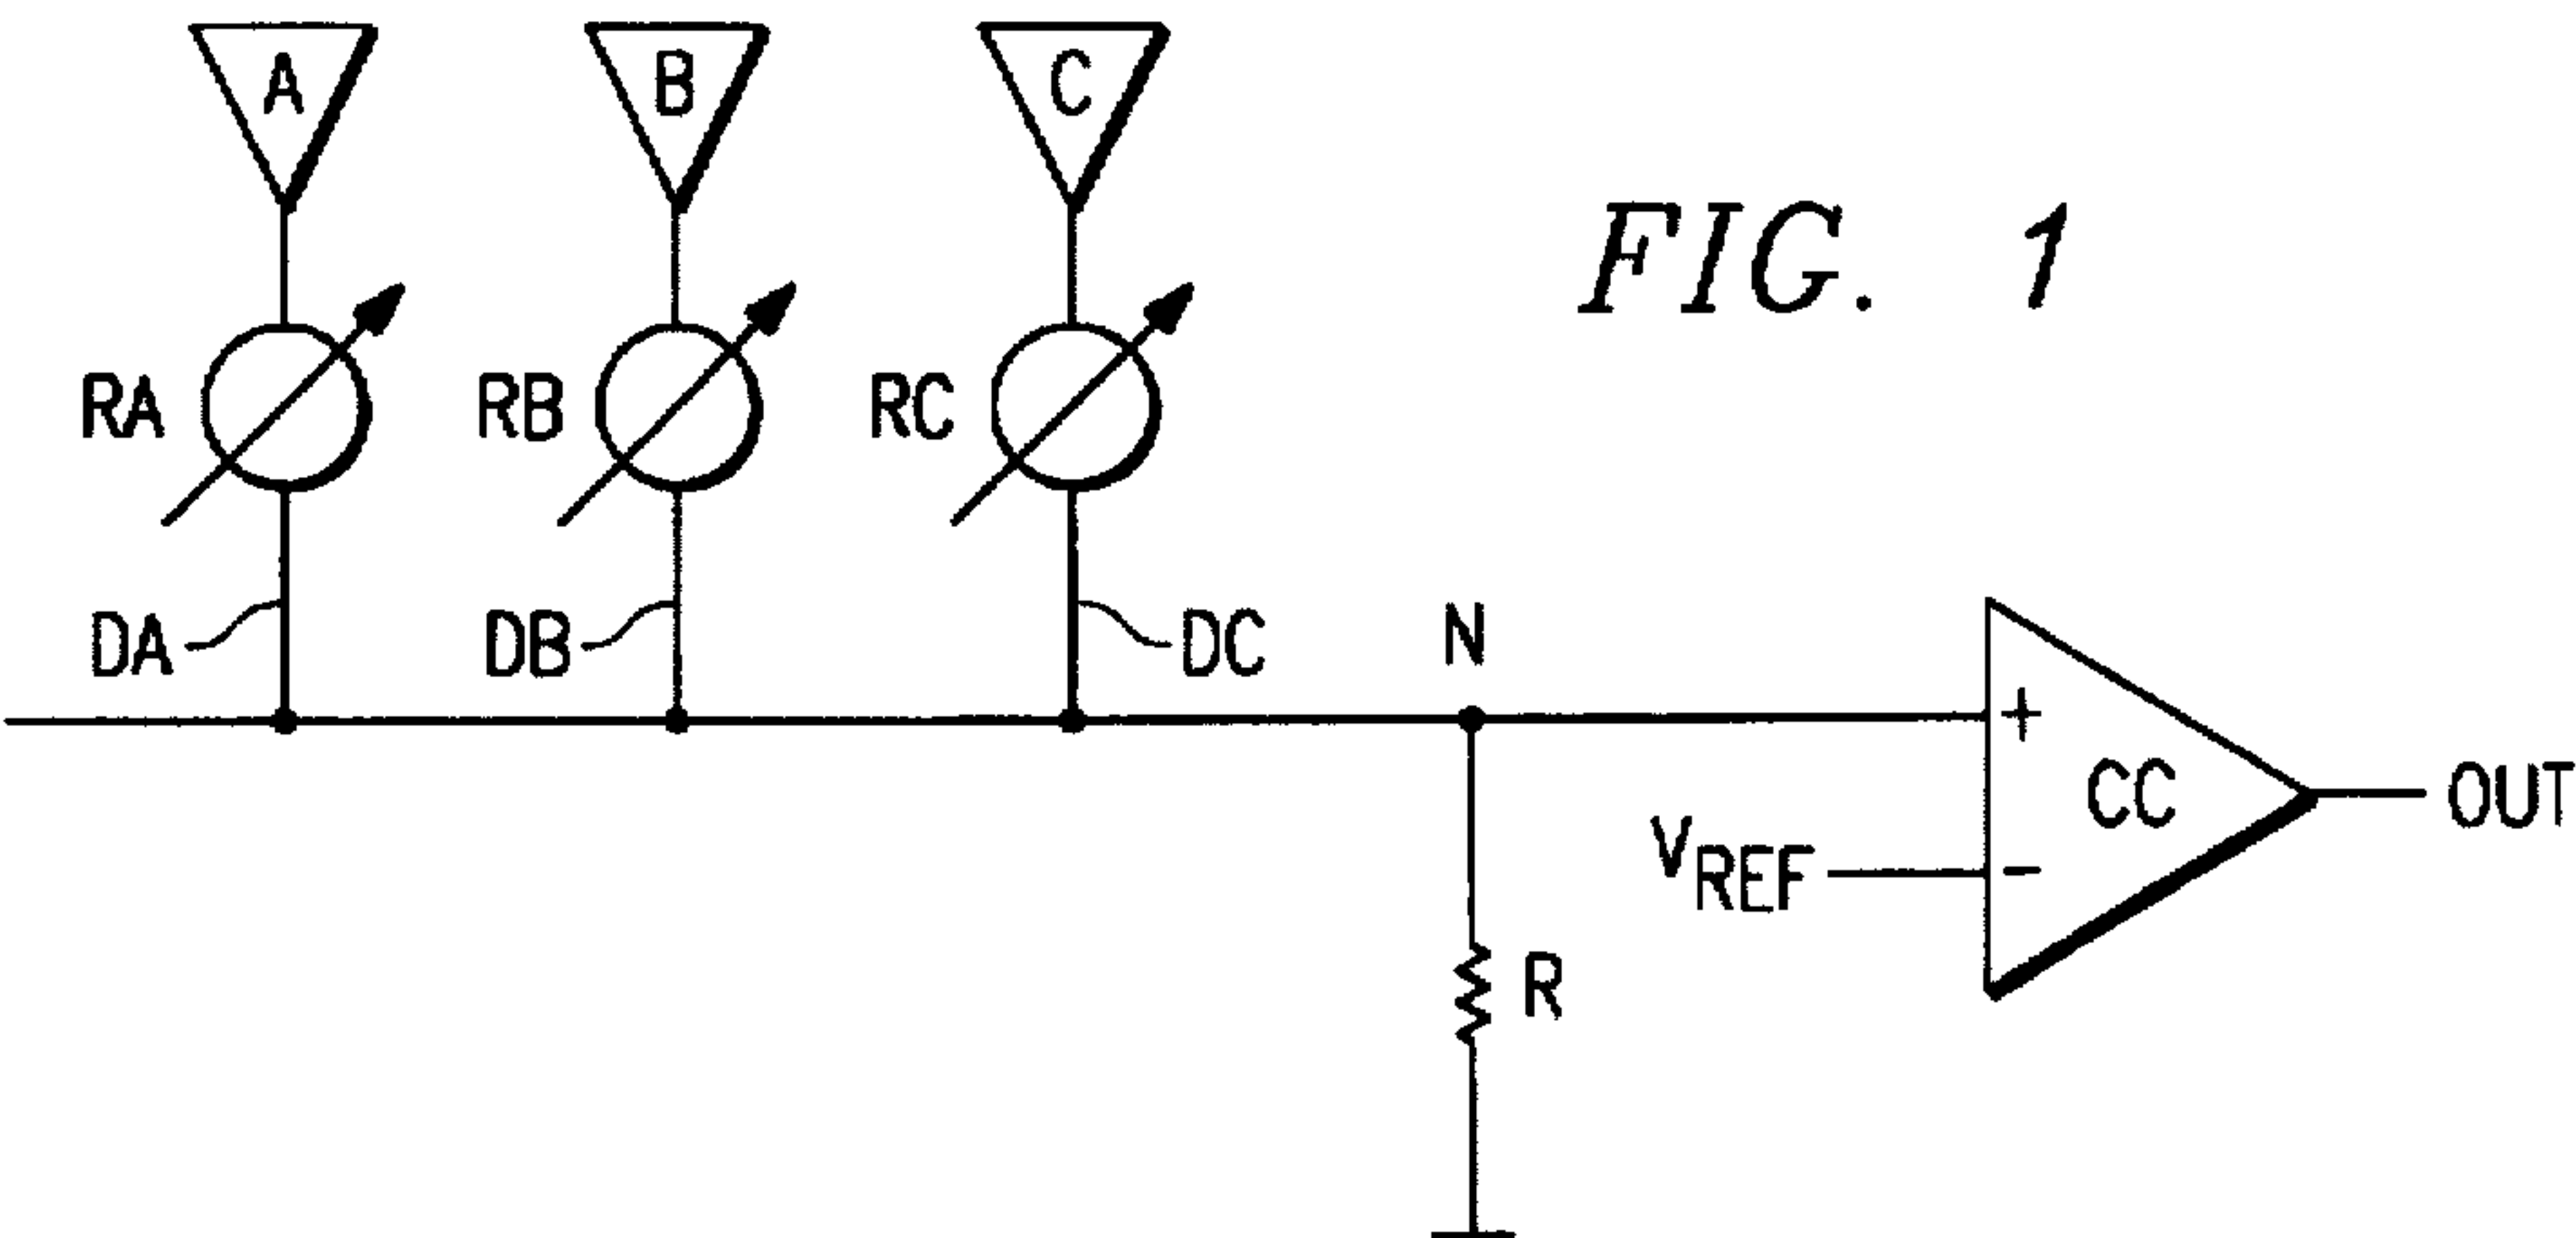 A B C
FIG. 1
RA RB RC
DA DB DC N
+
CC OUT
VREF −
R